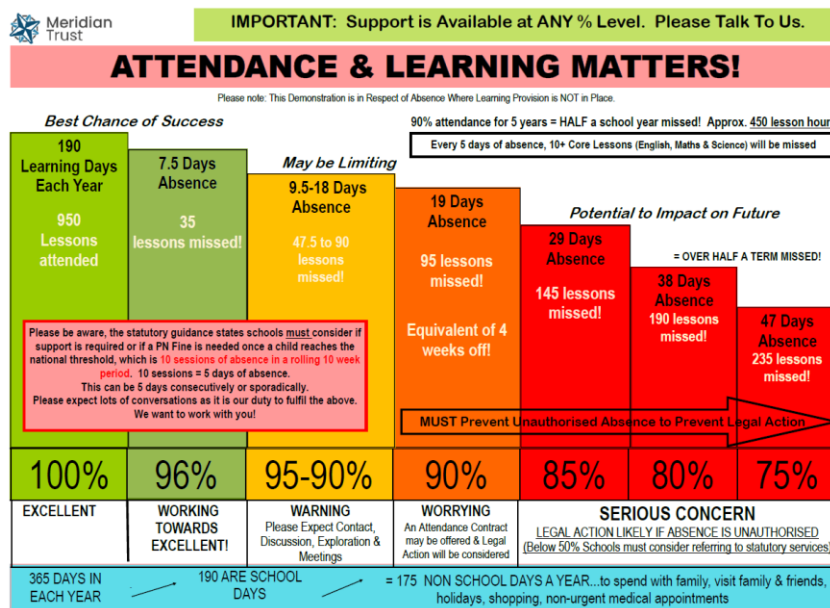 Meridian
Trust
IMPORTANT: Support is Available at ANY % Level. Please Talk To Us.
ATTENDANCE & LEARNING MATTERS!
Please note: This Demonstration is in Respect of Absence Where Learning Provision is NOT in Place.
Best Chance of Success
90% attendance for 5 years = HALF a school year missed! Approx. 450 lesson hour
Every 5 days of absence, 10+ Core Lessons (English, Maths & Science) will be missed
190
Learning Days
Each Year
950
Lessons
attended
7.5 Days
Absence
35
lessons missed!
May be Limiting
9.5-18 Days
Absence
47.5 to 90
lessons
missed!
19 Days
Absence
95 lessons
missed!
Equivalent of 4
weeks off!
Potential to Impact on Future
29 Days
Absence
145 lessons
missed!
= OVER HALF A TERM MISSED!
38 Days
Absence
190 lessons
missed!
47 Days
Absence
235 lessons
missed!
Please be aware, the statutory guidance states schools must consider if
support is required or if a PN Fine is needed once a child reaches the
national threshold, which is 10 sessions of absence in a rolling 10 week
period. 10 sessions = 5 days of absence.
This can be 5 days consecutively or sporadically.
Please expect lots of conversations as it is our duty to fulfil the above.
We want to work with you!
MUST Prevent Unauthorised Absence to Prevent Legal Action
100%
96%
95-90%
90%
85%
80%
75%
EXCELLENT
WORKING
TOWARDS
EXCELLENT!
WARNING
Please Expect Contact,
Discussion, Exploration &
Meetings
WORRYING
An Attendance Contract
may be offered & Legal
Action will be considered
SERIOUS CONCERN
LEGAL ACTION LIKELY IF ABSENCE IS UNAUTHORISED
(Below 50% Schools must consider referring to statutory services)
365 DAYS IN
EACH YEAR
190 ARE SCHOOL
DAYS
= 175 NON SCHOOL DAYS A YEAR...to spend with family, visit family & friends,
holidays, shopping, non-urgent medical appointments